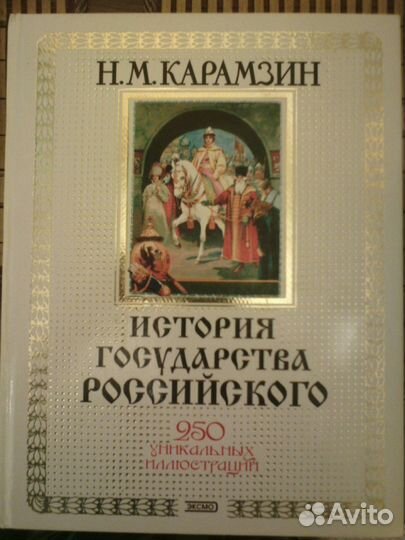 Н.М.КАРАМЗИН
ИСТОРИЯ
ГОСУДАРСТВА
РОССИЙСКОГО
250
УНИКАЛЬНЫХ
ИЛЛЮСТРАЦИЙ
ЭКСМО
Avito